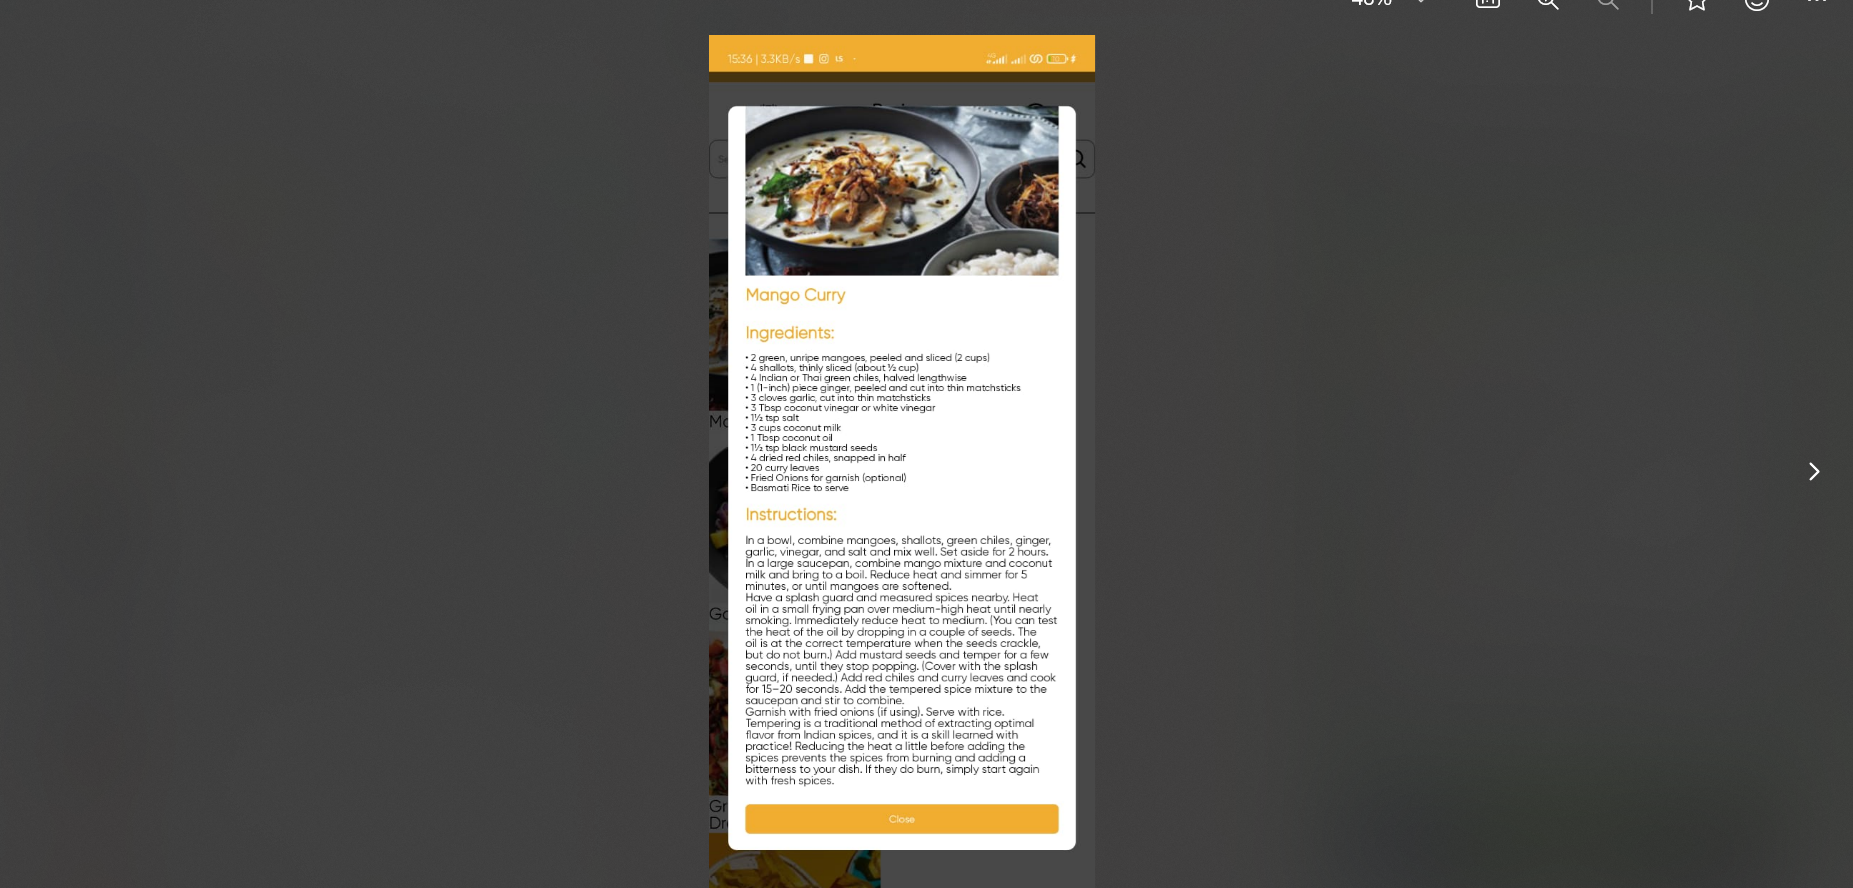 15:36 | 3.3KB/s
Mango Curry
Ingredients:
• 2 green, unripe mangoes, peeled and sliced (2 cups)
• 4 shallots, thinly sliced (about ½ cup)
• 4 Indian or Thai green chiles, halved lengthwise
• 1 (1-inch) piece ginger, peeled and cut into thin matchsticks
• 3 cloves garlic, cut into thin matchsticks
• 3 Tbsp coconut vinegar or white vinegar
• 1½ tsp salt
• 3 cups coconut milk
• 1 Tbsp coconut oil
• 1½ tsp black mustard seeds
• 4 dried red chiles, snapped in half
• 20 curry leaves
• Fried Onions for garnish (optional)
• Basmati Rice to serve
Instructions:
In a bowl, combine mangoes, shallots, green chiles, ginger,
garlic, vinegar, and salt and mix well. Set aside for 2 hours.
In a large saucepan, combine mango mixture and coconut
milk and bring to a boil. Reduce heat and simmer for 5
minutes, or until mangoes are softened.
Have a splash guard and measured spices nearby. Heat
oil in a small frying pan over medium-high heat until nearly
smoking. Immediately reduce heat to medium. (You can test
the heat of the oil by dropping in a couple of seeds. The
oil is at the correct temperature when the seeds crackle,
but do not burn.) Add mustard seeds and temper for a few
seconds, until they stop popping. (Cover with the splash
guard, if needed.) Add red chiles and curry leaves and cook
for 15–20 seconds. Add the tempered spice mixture to the
saucepan and stir to combine.
Garnish with fried onions (if using). Serve with rice.
Tempering is a traditional method of extracting optimal
flavor from Indian spices, and it is a skill learned with
practice! Reducing the heat a little before adding the
spices prevents the spices from burning and adding a
bitterness to your dish. If they do burn, simply start again
with fresh spices.
Close